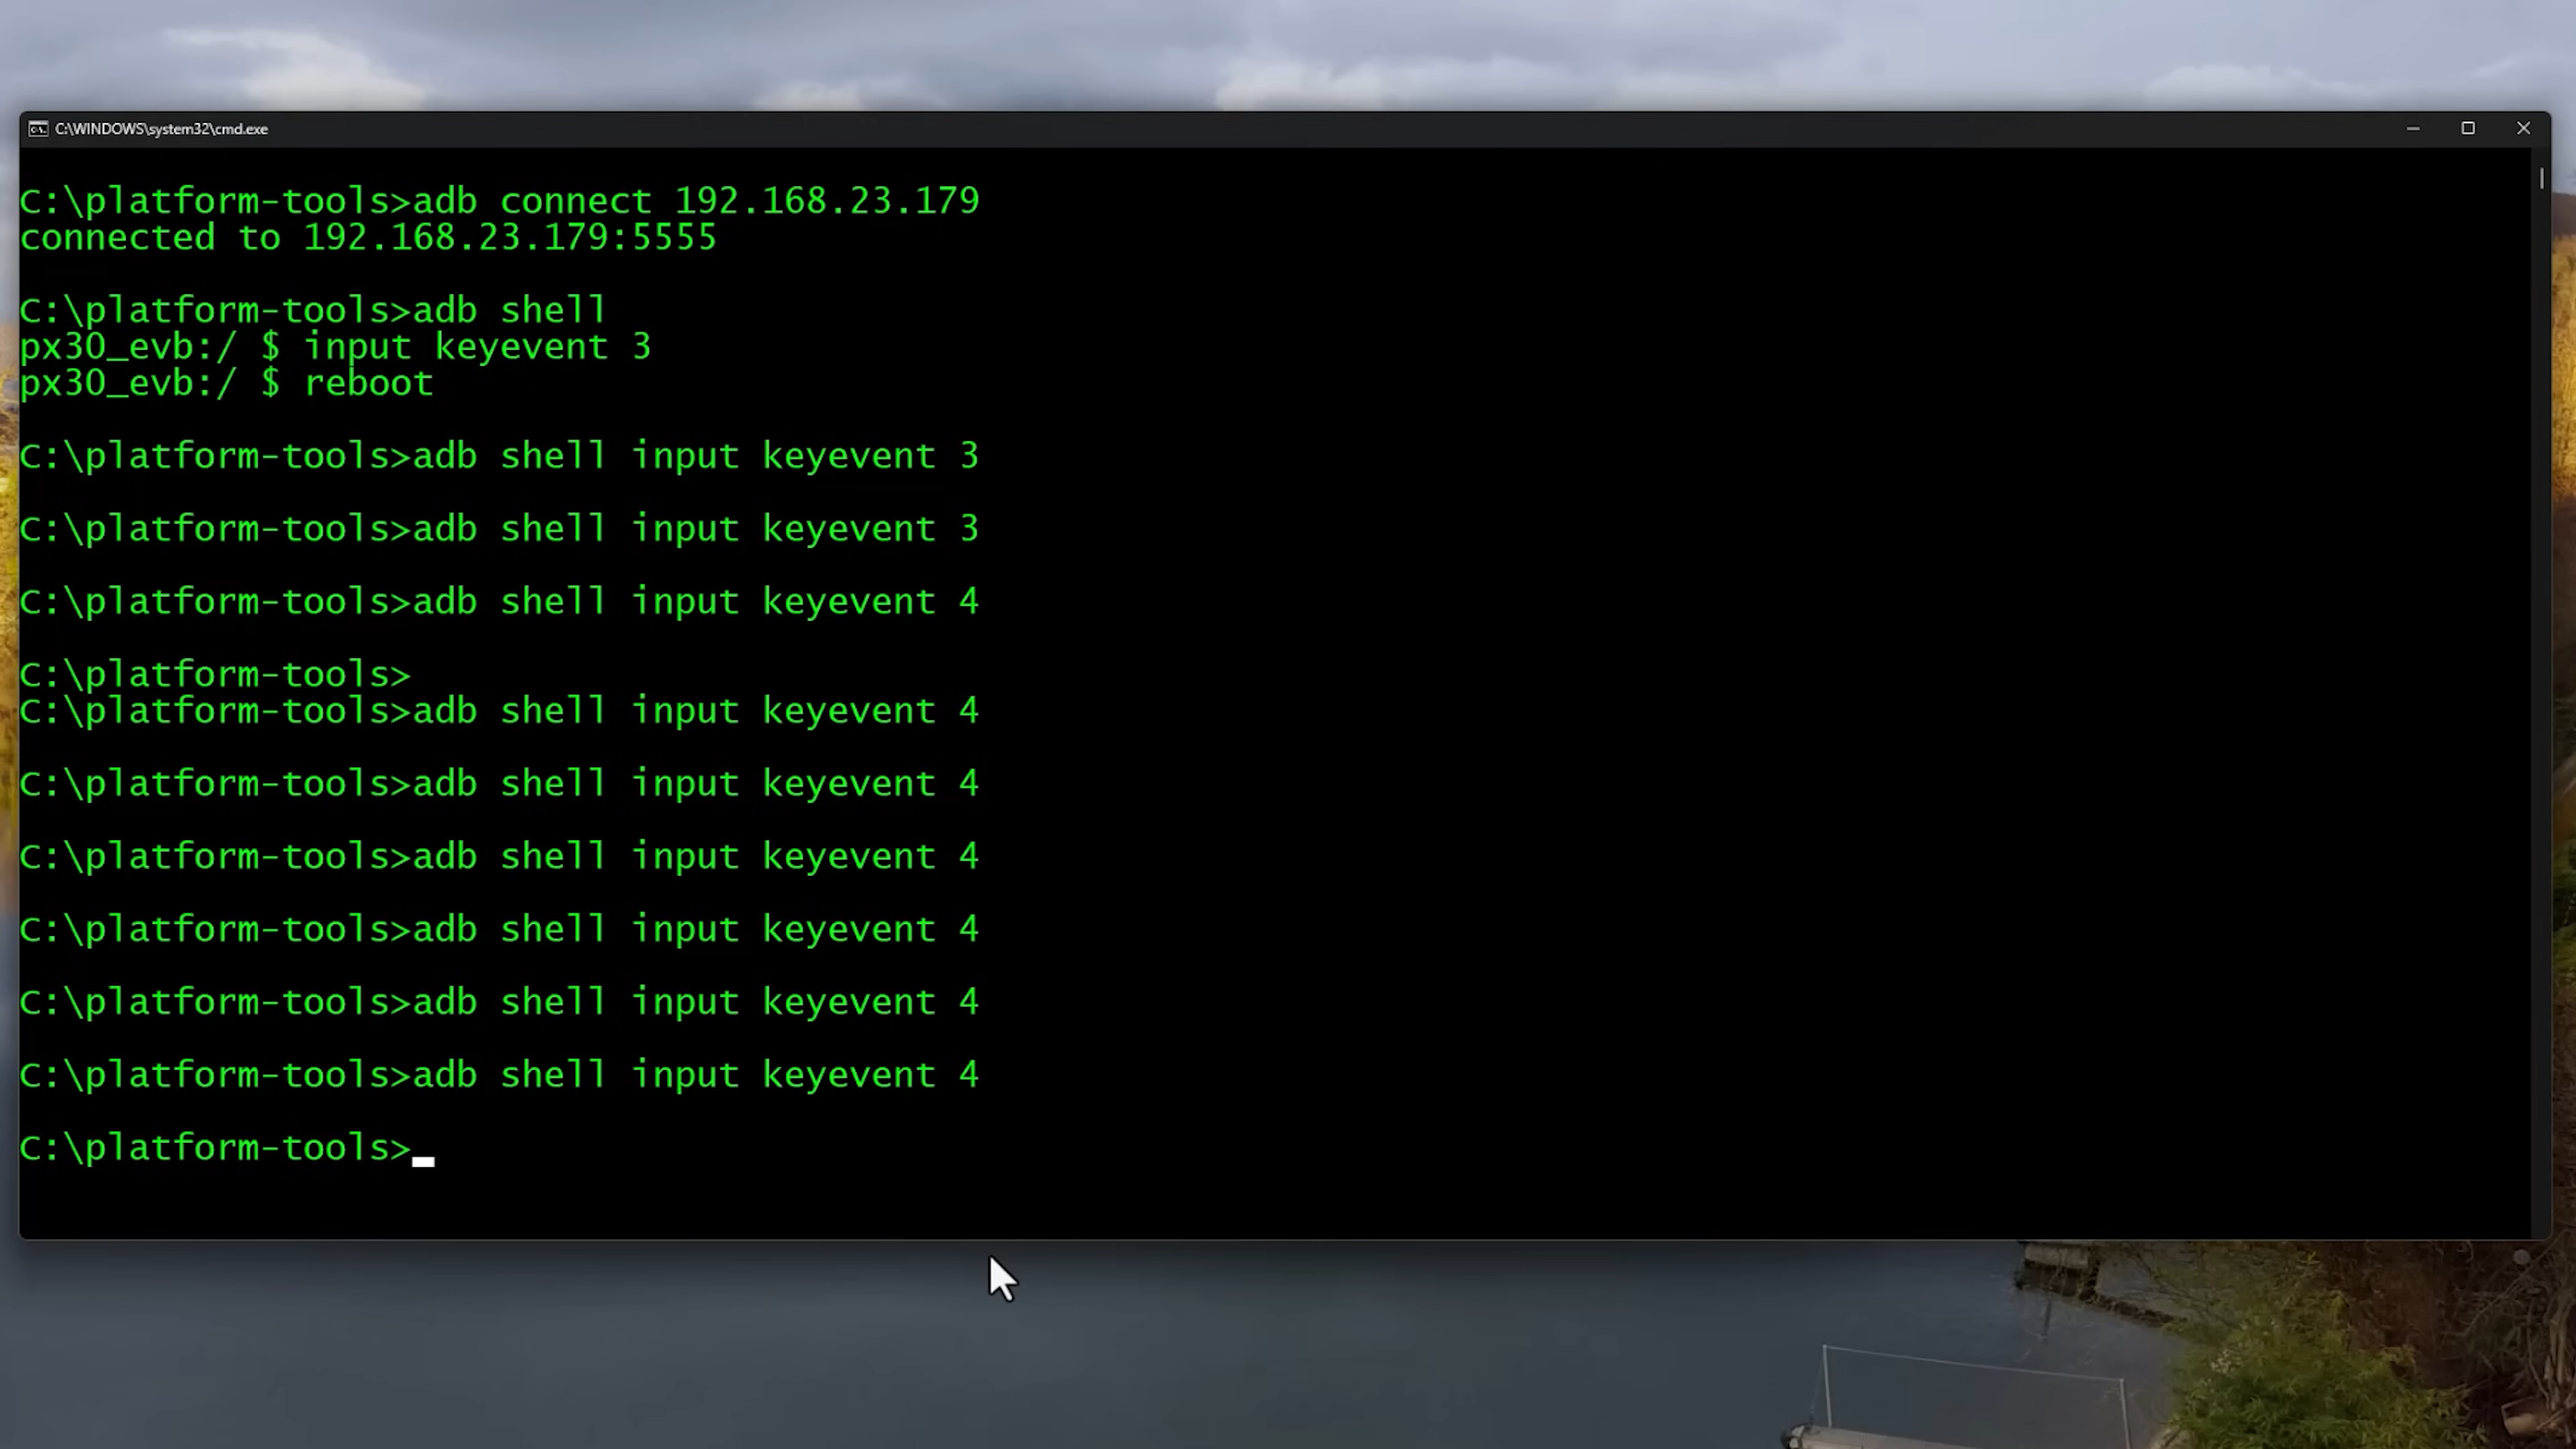 C:\WINDOWS\system32\cmd.exe
C:\platform-tools>adb connect 192.168.23.179
connected to 192.168.23.179:5555
C:\platform-tools>adb shell
px30_evb:/ $ input keyevent 3
px30_evb:/ $ reboot
C:\platform-tools>adb shell input keyevent 3
C:\platform-tools>adb shell input keyevent 3
C:\platform-tools>adb shell input keyevent 4
C:\platform-tools>
C:\platform-tools>adb shell input keyevent 4
C:\platform-tools>adb shell input keyevent 4
C:\platform-tools>adb shell input keyevent 4
C:\platform-tools>adb shell input keyevent 4
C:\platform-tools>adb shell input keyevent 4
C:\platform-tools>adb shell input keyevent 4
C:\platform-tools>